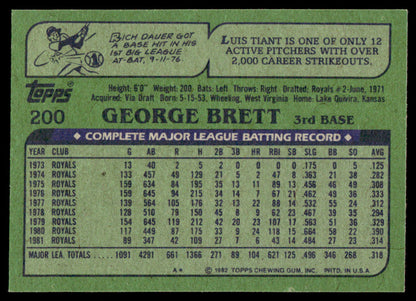 RICH DAUER GOT
A BASE HIT IN HIS
1ST BIG LEAGUE
AT-BAT, 9-11-76.
LUIS TIANT IS ONE OF ONLY 12
ACTIVE PITCHERS WITH OVER
2,000 CAREER STRIKEOUTS.
Topps
Height: 6'0" Weight: 200 Bats: Left Throws: Right Drafted: Royals #2-June, 1971
Acquired: Via Draft Born: 5-15-53, Wheeling, West Virginia Home: Lake Quivira, Kansas
200 GEORGE BRETT 3rd BASE
COMPLETE MAJOR LEAGUE BATTING RECORD
YEAR CLUB G AB R H 2B 3B HR RBI SB SLG BB SO AVG.
1973 ROYALS 13 40 2 5 2 0 0 0 0 .175 0 5 .125
1974 ROYALS 133 457 49 129 21 5 2 47 8 .363 21 38 .282
1975 ROYALS 159 634 84 195 35 13 11 89 13 .456 46 49 .308
1976 ROYALS 159 645 94 215 34 14 7 67 21 .462 49 36 .333
1977 ROYALS 139 564 105 176 32 13 22 88 14 .532 55 24 .312
1978 ROYALS 128 510 79 150 45 8 9 62 23 .467 39 35 .294
1979 ROYALS 154 645 119 212 42 20 23 107 17 .563 51 36 .329
1980 ROYALS 117 449 87 175 33 9 24 118 15 .664 58 22 .390
1981 ROYALS 89 347 42 109 27 7 6 43 14 .484 27 23 .314
MAJOR LEA. TOTALS 1091 4291 661 1366 271 89 104 621 125 .505 346 268 .318
A* © 1982 TOPPS CHEWING GUM, INC. PRTD. IN U.S.A.